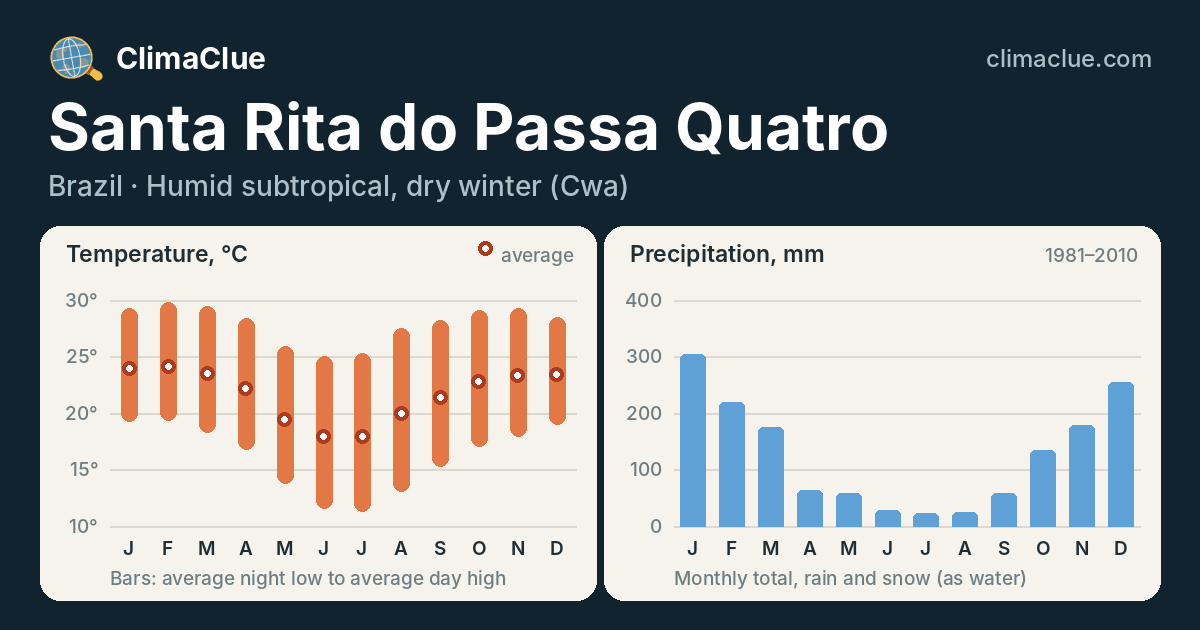 ClimaClue
climaclue.com
Santa Rita do Passa Quatro
Brazil · Humid subtropical, dry winter (Cwa)
Temperature, °C
average
30°
25°
20°
15°
10°
J F M A M J J A S O N D
Bars: average night low to average day high
Precipitation, mm
1981–2010
400
300
200
100
0
J F M A M J J A S O N D
Monthly total, rain and snow (as water)